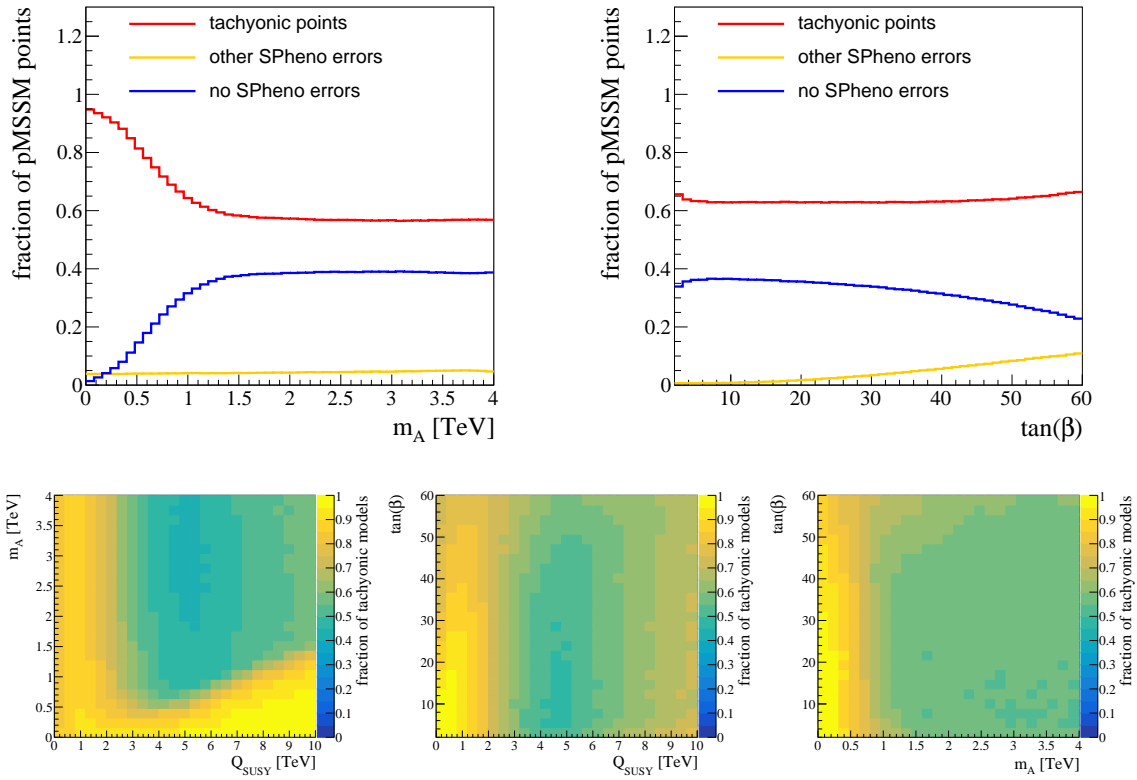 fraction of pMSSM points
1.2
1
0.8
0.6
0.4
0.2
0
tachyonic points
other SPheno errors
no SPheno errors
0 0.5 1 1.5 2 2.5 3 3.5 4
m_A [TeV]
fraction of pMSSM points
1.2
1
0.8
0.6
0.4
0.2
0
tachyonic points
other SPheno errors
no SPheno errors
10 20 30 40 50 60
tan(β)
m_A [TeV]
4
3.5
3
2.5
2
1.5
1
0.5
0
0 1 2 3 4 5 6 7 8 9 10
Q_SUSY [TeV]
1
0.9
0.8
0.7
0.6
0.5
0.4
0.3
0.2
0.1
0
fraction of tachyonic models
tan(β)
60
50
40
30
20
10
0 1 2 3 4 5 6 7 8 9 10
Q_SUSY [TeV]
1
0.9
0.8
0.7
0.6
0.5
0.4
0.3
0.2
0.1
0
fraction of tachyonic models
tan(β)
60
50
40
30
20
10
0 0.5 1 1.5 2 2.5 3 3.5 4
m_A [TeV]
1
0.9
0.8
0.7
0.6
0.5
0.4
0.3
0.2
0.1
0
fraction of tachyonic models